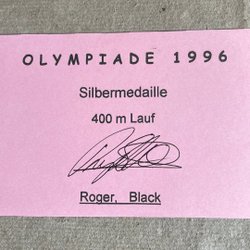 OLYMPIADE 1996
Silbermedaille
400 m Lauf
Roger, Black